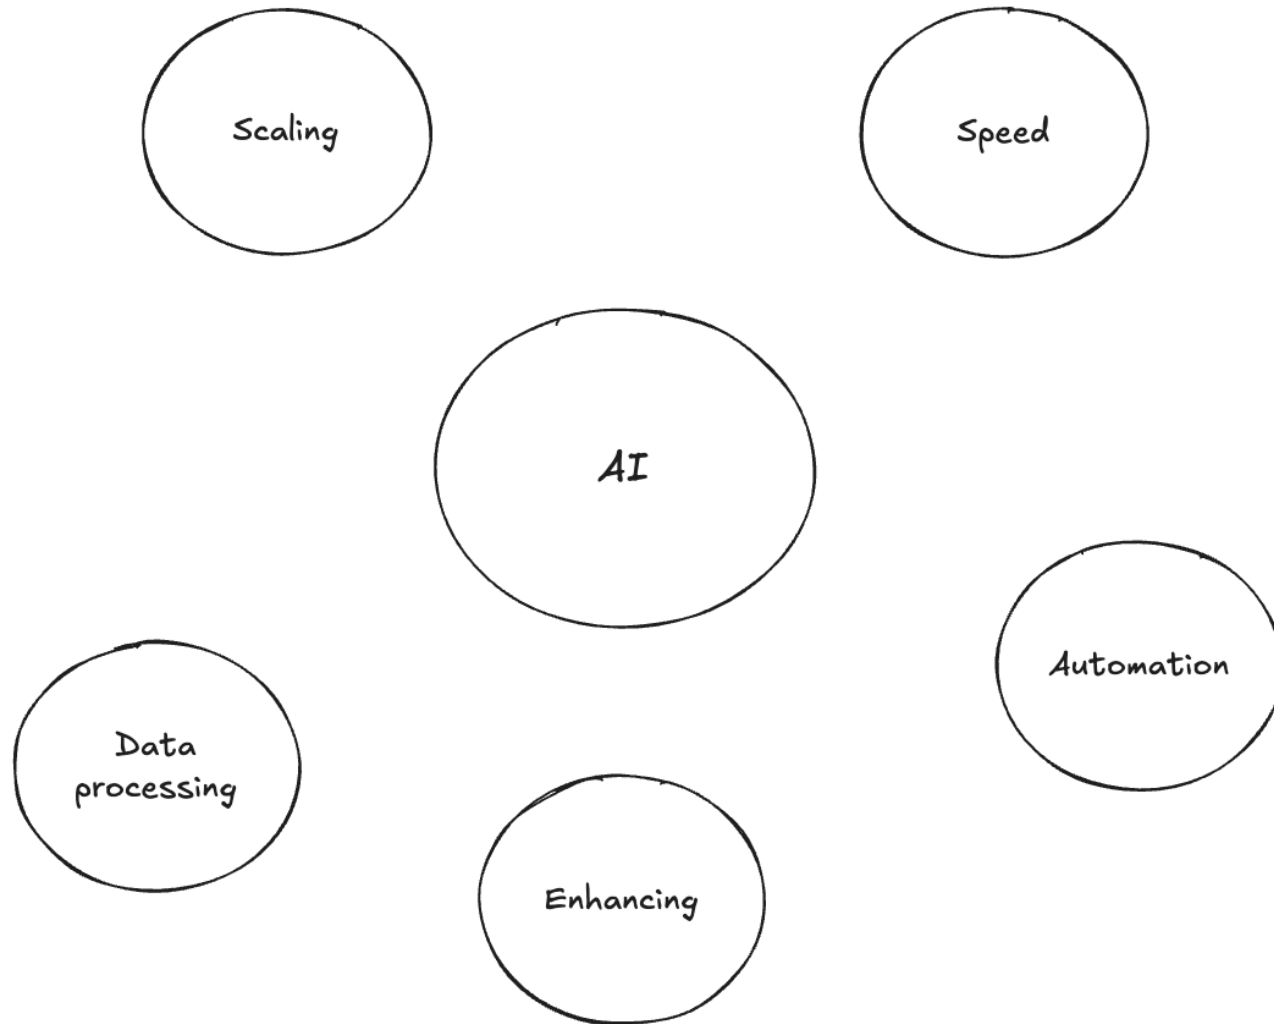 Scaling
Speed
AI
Automation
Data
processing
Enhancing